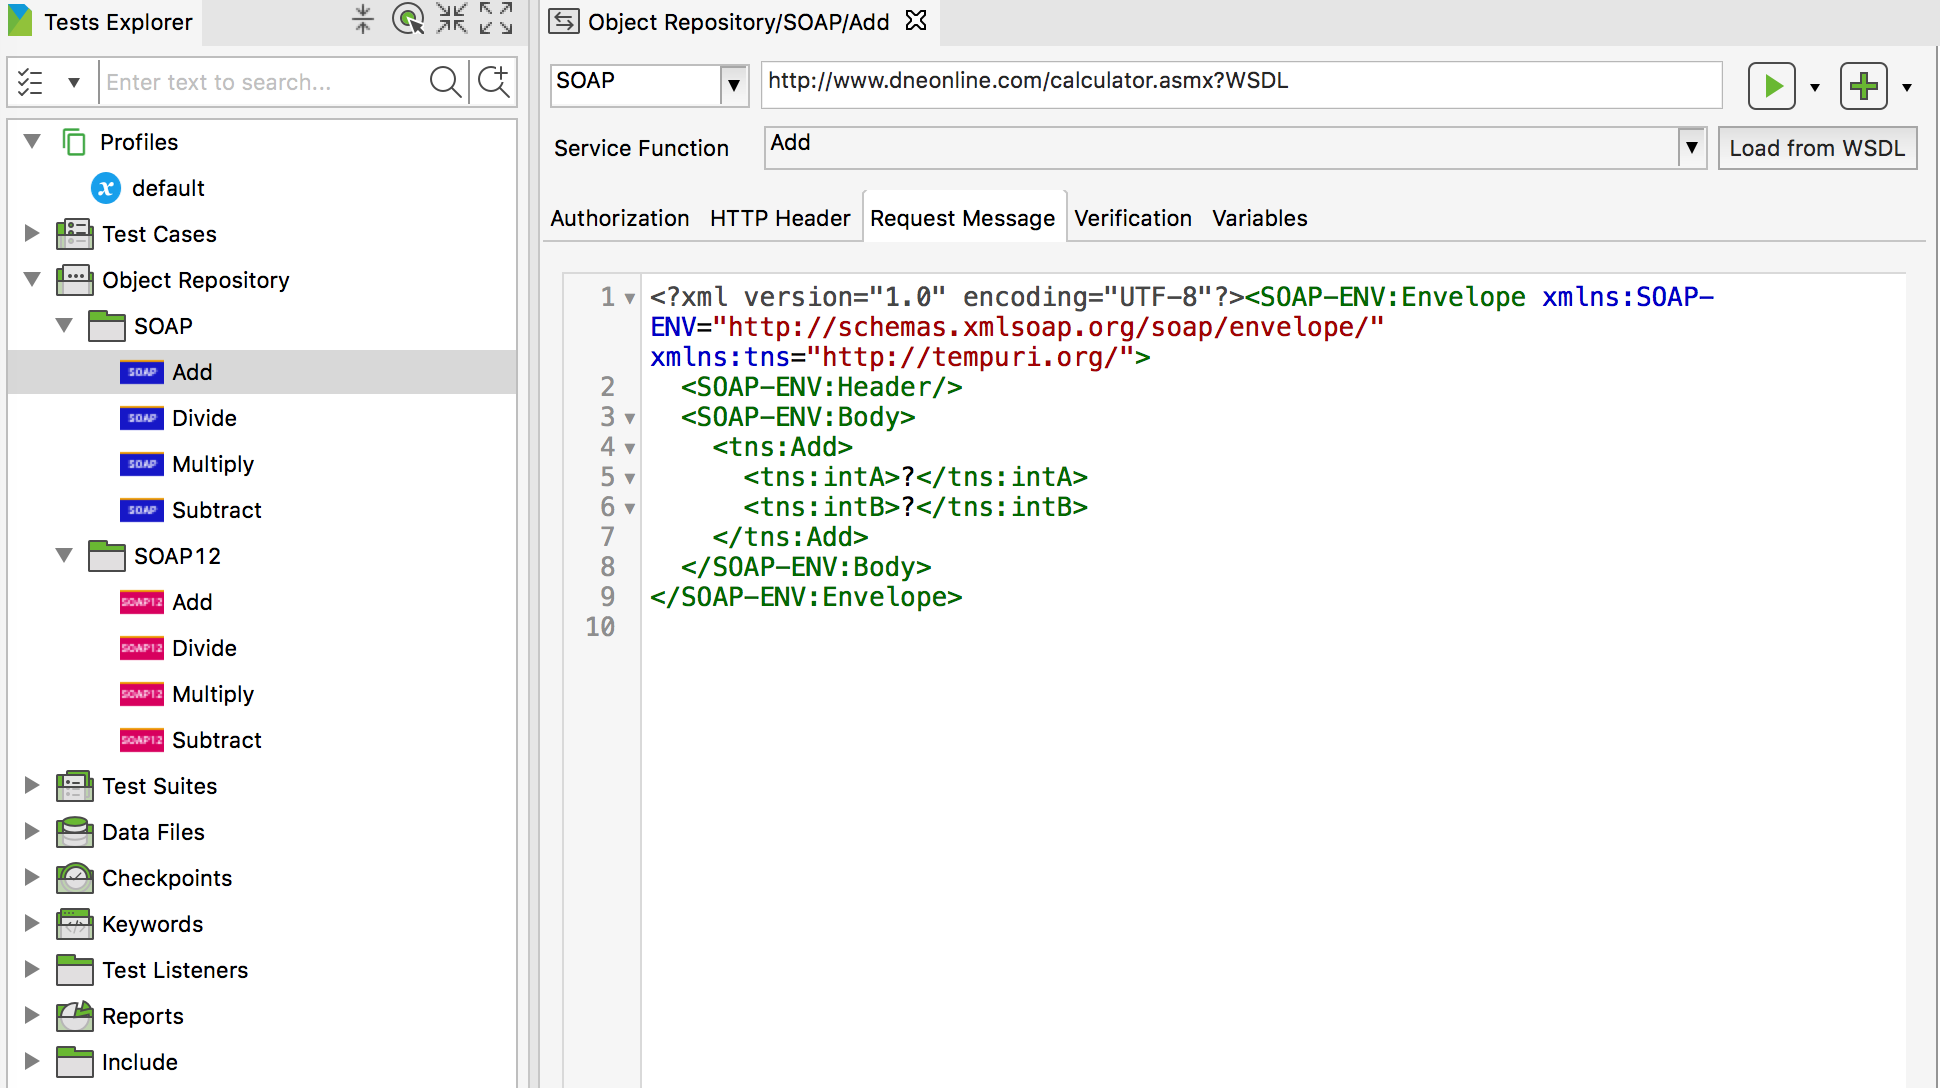 Tests Explorer
Enter text to search...
Profiles
default
Test Cases
Object Repository
SOAP
SOAP Add
SOAP Divide
SOAP Multiply
SOAP Subtract
SOAP12
SOAP12 Add
SOAP12 Divide
SOAP12 Multiply
SOAP12 Subtract
Test Suites
Data Files
Checkpoints
Keywords
Test Listeners
Reports
Include
Object Repository/SOAP/Add
SOAP http://www.dneonline.com/calculator.asmx?WSDL
Service Function Add Load from WSDL
Authorization HTTP Header Request Message Verification Variables
1 <?xml version="1.0" encoding="UTF-8"?><SOAP-ENV:Envelope xmlns:SOAP-
ENV="http://schemas.xmlsoap.org/soap/envelope/"
xmlns:tns="http://tempuri.org/">
2 <SOAP-ENV:Header/>
3 <SOAP-ENV:Body>
4 <tns:Add>
5 <tns:intA>?</tns:intA>
6 <tns:intB>?</tns:intB>
7 </tns:Add>
8 </SOAP-ENV:Body>
9 </SOAP-ENV:Envelope>
10